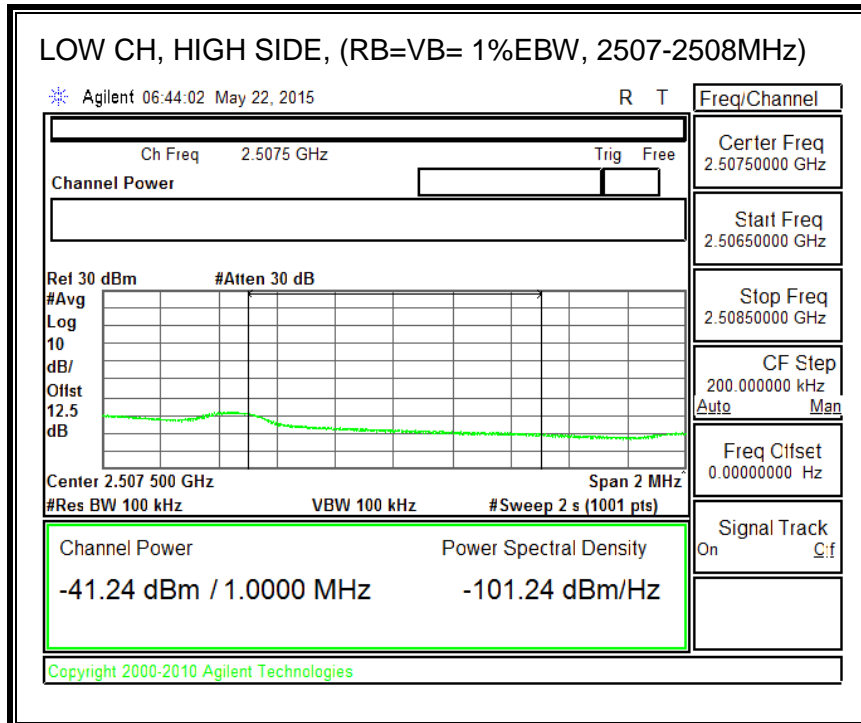 LOW CH, HIGH SIDE, (RB=VB= 1%EBW, 2507-2508MHz)
Agilent 06:44:02 May 22, 2015 R T
Freq/Channel
Ch Freq 2.5075 GHz Trig Free
Channel Power
Center Freq
2.50750000 GHz
Start Freq
2.50650000 GHz
Stop Freq
2.50850000 GHz
CF Step
200.000000 kHz
Auto Man
Freq Offset
0.00000000 Hz
Signal Track
On Off
Ref 30 dBm #Atten 30 dB
#Avg
Log
10
dB/
Offst
12.5
dB
Center 2.507 500 GHz Span 2 MHz
#Res BW 100 kHz VBW 100 kHz #Sweep 2 s (1001 pts)
Channel Power Power Spectral Density
-41.24 dBm / 1.0000 MHz -101.24 dBm/Hz
Copyright 2000-2010 Agilent Technologies